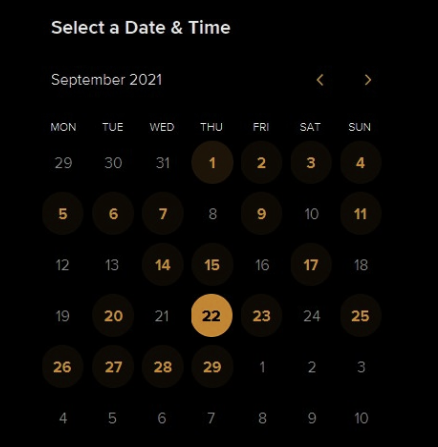 Select a Date & Time
September 2021
MON TUE WED THU FRI SAT SUN
29 30 31 1 2 3 4
5 6 7 8 9 10 11
12 13 14 15 16 17 18
19 20 21 22 23 24 25
26 27 28 29 1 2 3
4 5 6 7 8 9 10